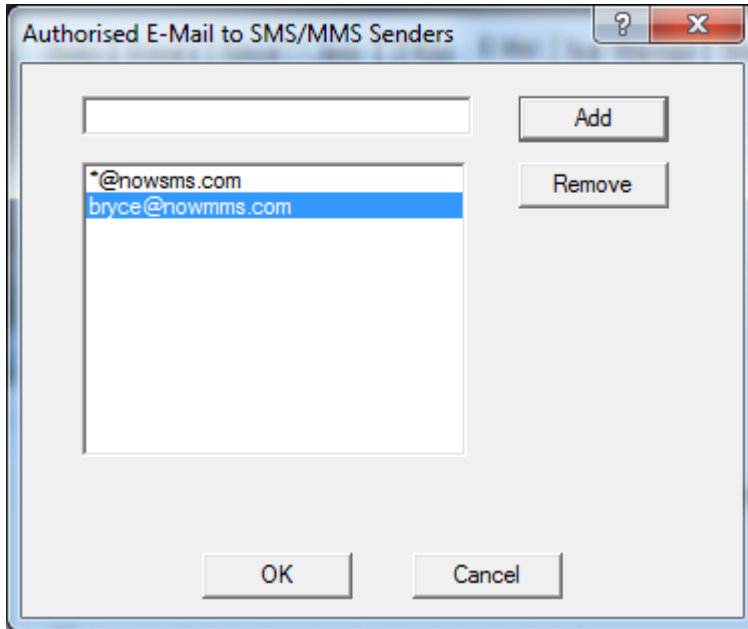 Authorised E-Mail to SMS/MMS Senders
?
X
Add
*@nowsms.com
Remove
bryce@nowmms.com
OK
Cancel